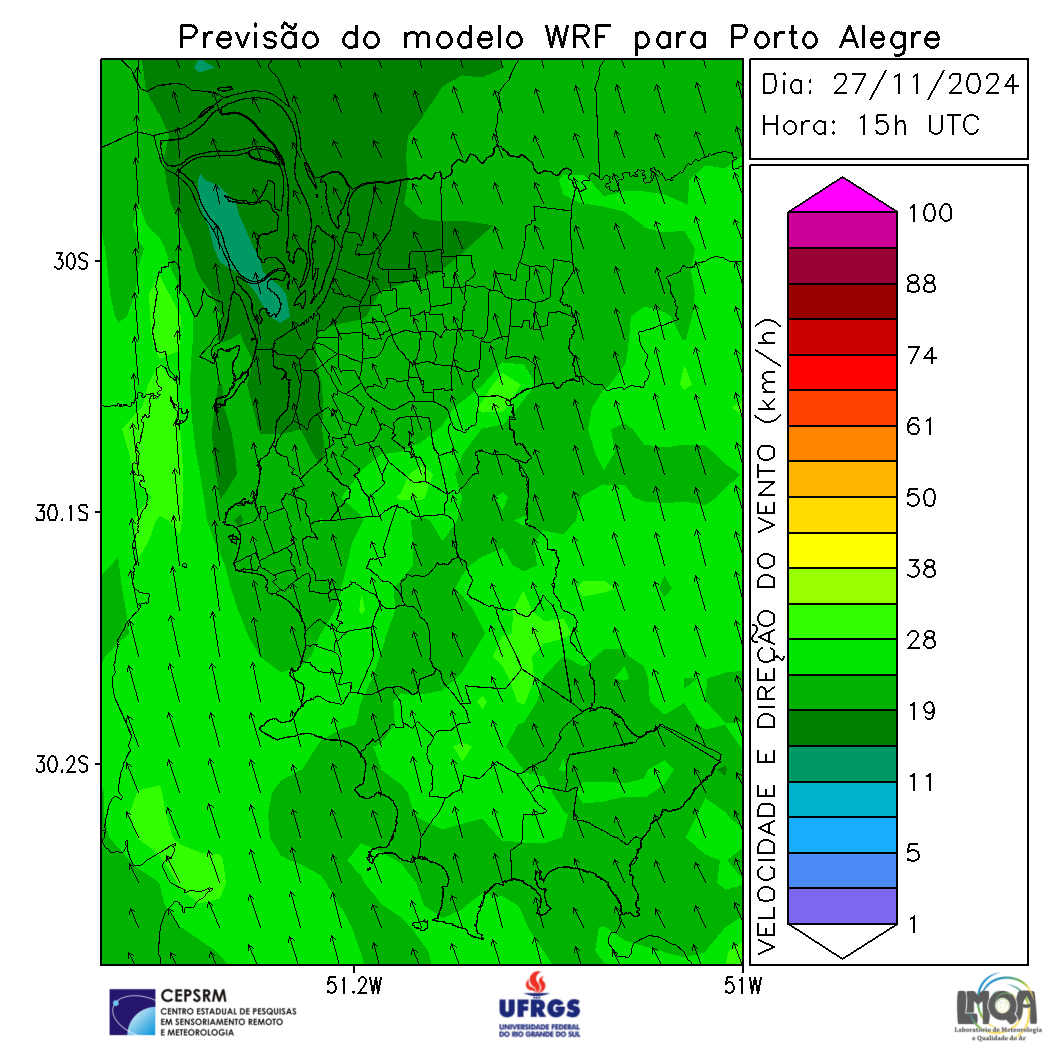 Previsão do modelo WRF para Porto Alegre
Dia: 27/11/2024
Hora: 15h UTC
30S
30.1S
30.2S
51.2W
51W
VELOCIDADE E DIREÇÃO DO VENTO (km/h)
100
88
74
61
50
38
28
19
11
5
1
CEPSRM
CENTRO ESTADUAL DE PESQUISAS
EM SENSORIAMENTO REMOTO
E METEOROLOGIA
UFRGS
UNIVERSIDADE FEDERAL
DO RIO GRANDE DO SUL
LMQA
Laboratório de Meteorologia
e Qualidade do Ar